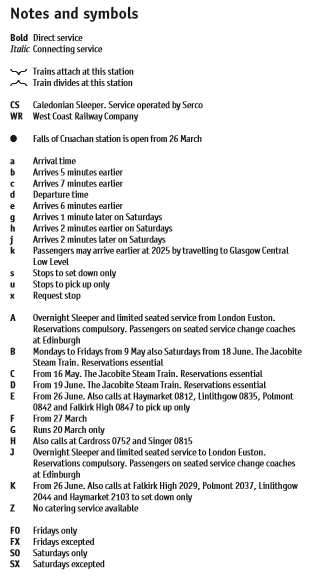 Notes and symbols
Bold Direct service
Italic Connecting service
Trains attach at this station
Train divides at this station
CS Caledonian Sleeper. Service operated by Serco
WR West Coast Railway Company
● Falls of Cruachan station is open from 26 March
a Arrival time
b Arrives 5 minutes earlier
c Arrives 7 minutes earlier
d Departure time
e Arrives 6 minutes earlier
g Arrives 1 minute later on Saturdays
h Arrives 2 minutes earlier on Saturdays
j Arrives 2 minutes later on Saturdays
k Passengers may arrive earlier at 2025 by travelling to Glasgow Central
Low Level
s Stops to set down only
u Stops to pick up only
x Request stop
A Overnight Sleeper and limited seated service from London Euston.
Reservations compulsory. Passengers on seated service change coaches
at Edinburgh
B Mondays to Fridays from 9 May also Saturdays from 18 June. The Jacobite
Steam Train. Reservations essential
C From 16 May. The Jacobite Steam Train. Reservations essential
D From 19 June. The Jacobite Steam Train. Reservations essential
E From 26 June. Also calls at Haymarket 0812, Linlithgow 0835, Polmont
0842 and Falkirk High 0847 to pick up only
F From 27 March
G Runs 20 March only
H Also calls at Cardross 0752 and Singer 0815
J Overnight Sleeper and limited seated service to London Euston.
Reservations compulsory. Passengers on seated service change coaches
at Edinburgh
K From 26 June. Also calls at Falkirk High 2029, Polmont 2037, Linlithgow
2044 and Haymarket 2103 to set down only
Z No catering service available
FO Fridays only
FX Fridays excepted
SO Saturdays only
SX Saturdays excepted